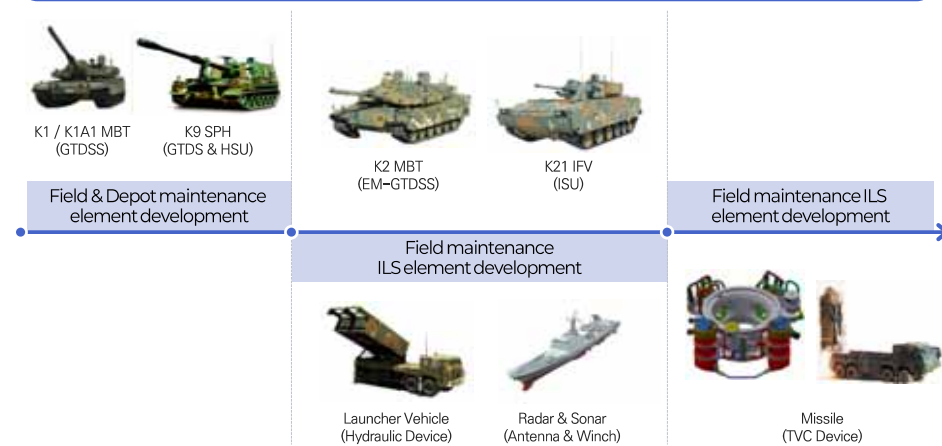 K1 / K1A1 MBT
(GTDSS)
K9 SPH
(GTDS & HSU)
K2 MBT
(EM-GTDSS)
K21 IFV
(ISU)
Field & Depot maintenance
element development
Field maintenance ILS
element development
Field maintenance
ILS element development
Launcher Vehicle
(Hydraulic Device)
Radar & Sonar
(Antenna & Winch)
Missile
(TVC Device)